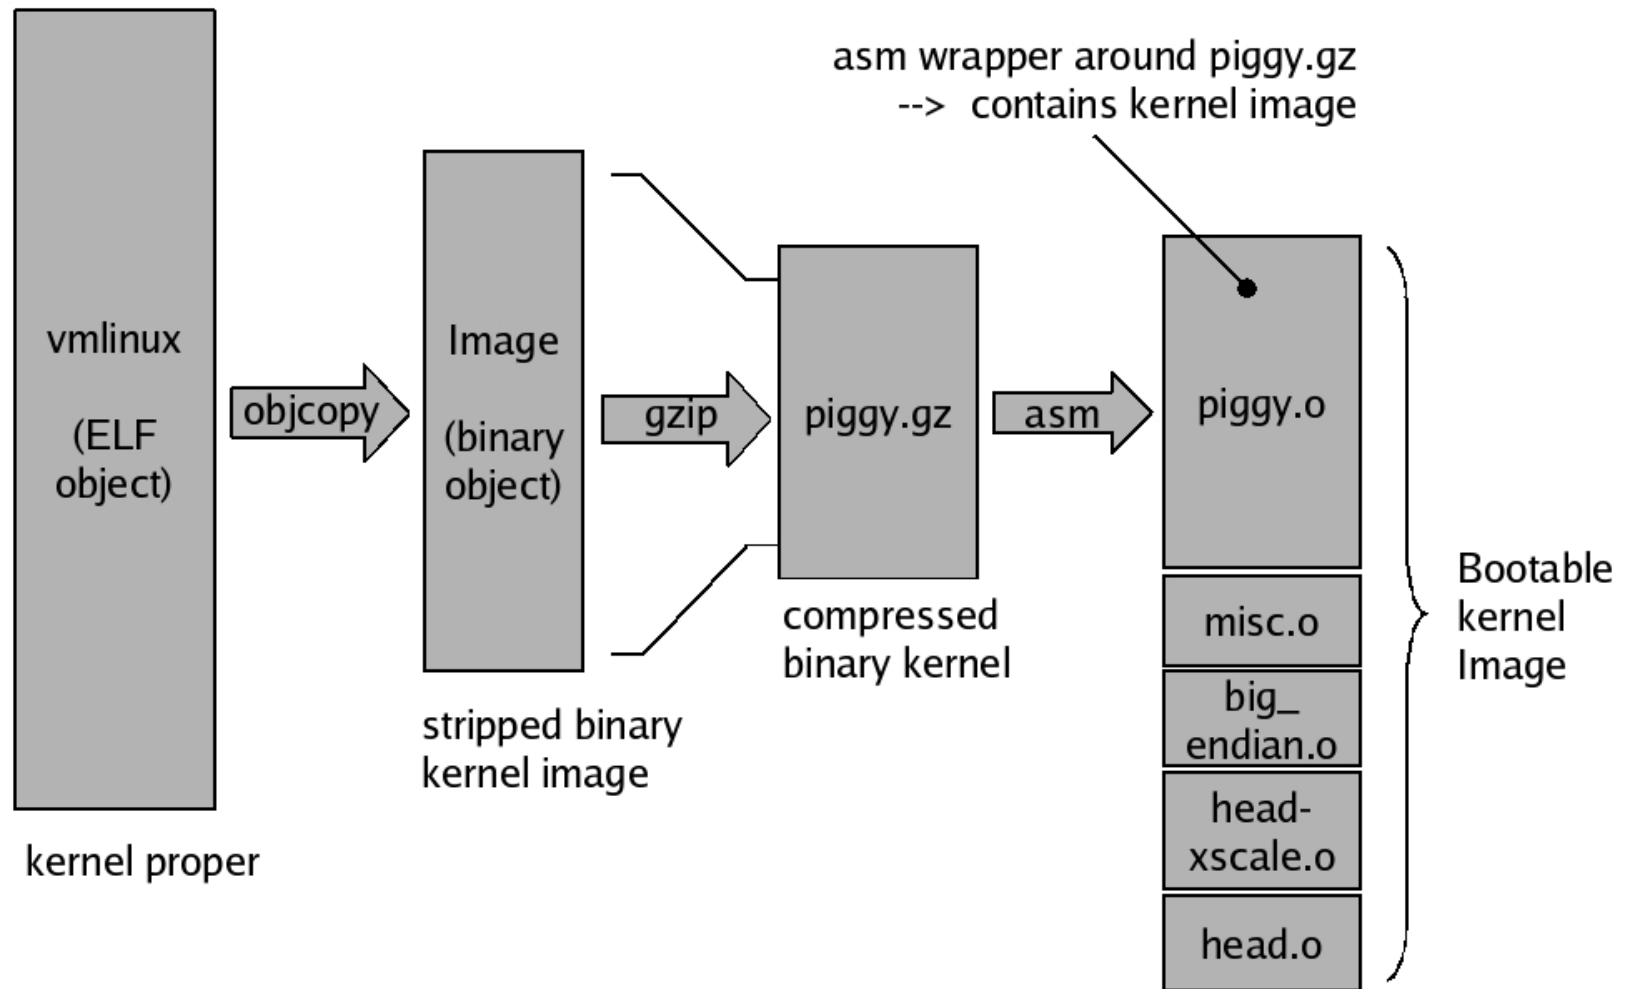 asm wrapper around piggy.gz
--> contains kernel image
vmlinux
(ELF
object)
kernel proper
objcopy
Image
(binary
object)
stripped binary
kernel image
gzip
piggy.gz
compressed
binary kernel
asm
piggy.o
misc.o
big_
endian.o
head-
xscale.o
head.o
Bootable
kernel
Image